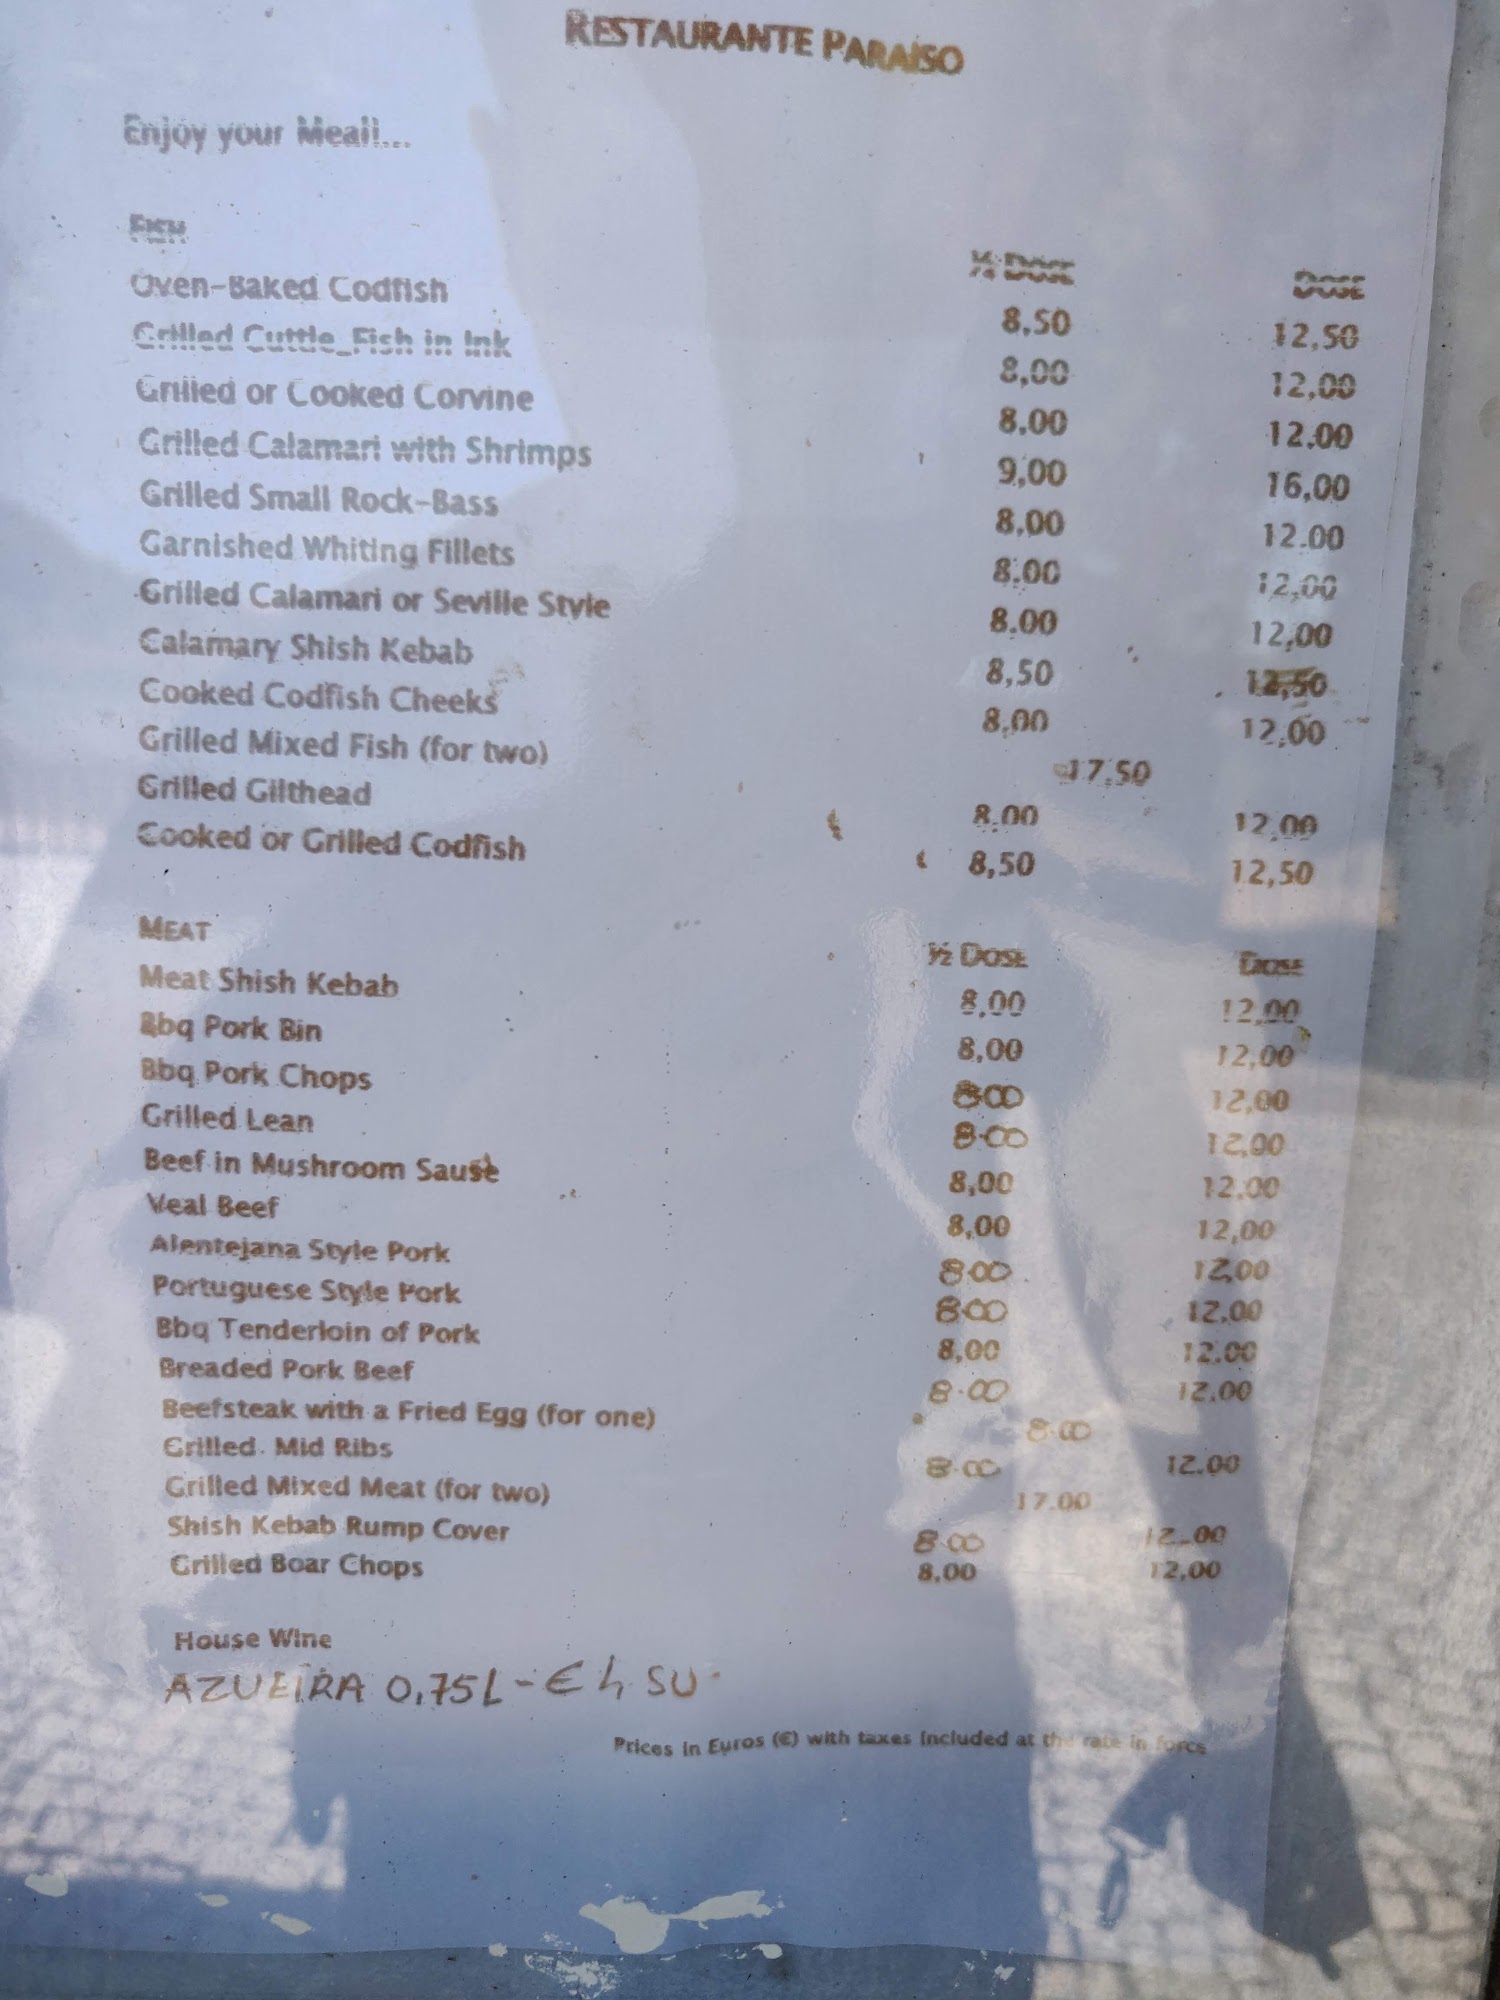 RESTAURANTE PARAISO
Enjoy your Meal!...
FISH ½ DOSE DOSE
Oven-Baked Codfish 8,50 12,50
Grilled Cuttle_Fish in Ink 8,00 12,00
Grilled or Cooked Corvine 8,00 12,00
Grilled Calamari with Shrimps 9,00 16,00
Grilled Small Rock-Bass 8,00 12.00
Garnished Whiting Fillets 8,00 12,00
Grilled Calamari or Seville Style 8,00 12,00
Calamary Shish Kebab 8,50 12,50
Cooked Codfish Cheeks 8,00 12,00
Grilled Mixed Fish (for two) 17,50
Grilled Gilthead 8,00 12,00
Cooked or Grilled Codfish 8,50 12,50
MEAT ½ DOSE DOSE
Meat Shish Kebab 8,00 12,00
Bbq Pork Bin 8,00 12,00
Bbq Pork Chops 8.00 12,00
Grilled Lean 8.00 12,00
Beef in Mushroom Sause 8,00 12.00
Veal Beef 8,00 12,00
Alentejana Style Pork 8.00 12,00
Portuguese Style Pork 8.00 12,00
Bbq Tenderloin of Pork 8,00 12.00
Breaded Pork Beef 8.00 12.00
Beefsteak with a Fried Egg (for one) 8.00
Grilled Mid Ribs 8.00 12.00
Grilled Mixed Meat (for two) 17.00
Shish Kebab Rump Cover 8.00 12,00
Grilled Boar Chops 8,00 12,00
House Wine
AZUEIRA 0,75L - € 4,50
Prices in Euros (€) with taxes included at the rate in force